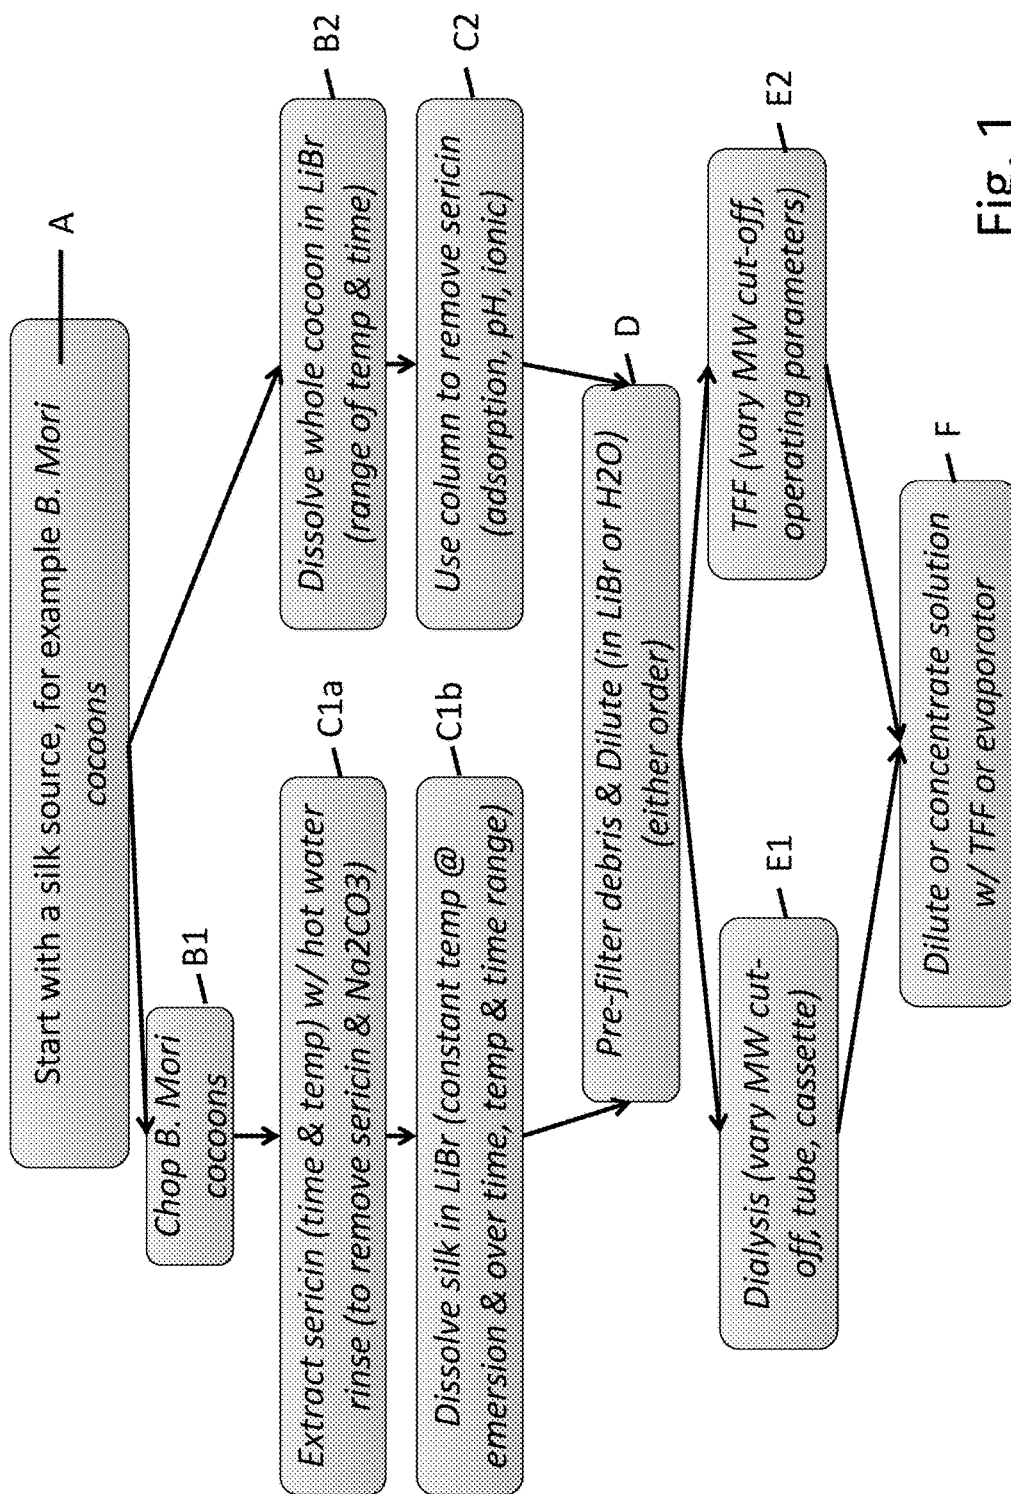 Start with a silk source, for example B. Mori
cocoons
A
Chop B. Mori
cocoons
B1
Dissolve whole cocoon in LiBr
(range of temp & time)
B2
Extract sericin (time & temp) w/ hot water
rinse (to remove sericin & Na2CO3)
C1a
Use column to remove sericin
(adsorption, pH, ionic)
C2
Dissolve silk in LiBr (constant temp @
emersion & over time, temp & time range)
C1b
Pre-filter debris & Dilute (in LiBr or H2O)
(either order)
D
Dialysis (vary MW cut-
off, tube, cassette)
E1
TFF (vary MW cut-off,
operating parameters)
E2
Dilute or concentrate solution
w/ TFF or evaporator
F
Fig. 1